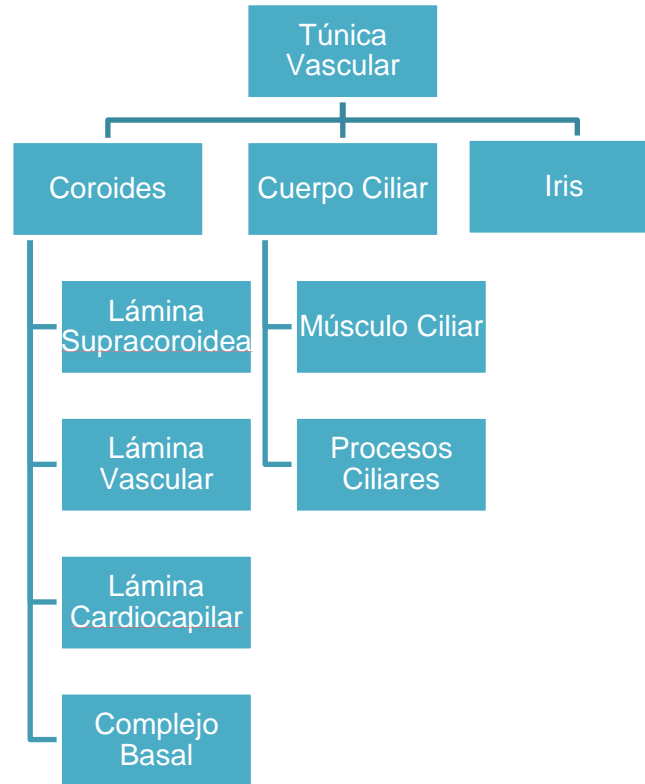 Túnica
Vascular
Coroides
Cuerpo Ciliar
Iris
Lámina
Supracoroidea
Músculo Ciliar
Lámina
Vascular
Procesos
Ciliares
Lámina
Cardiocapilar
Complejo
Basal